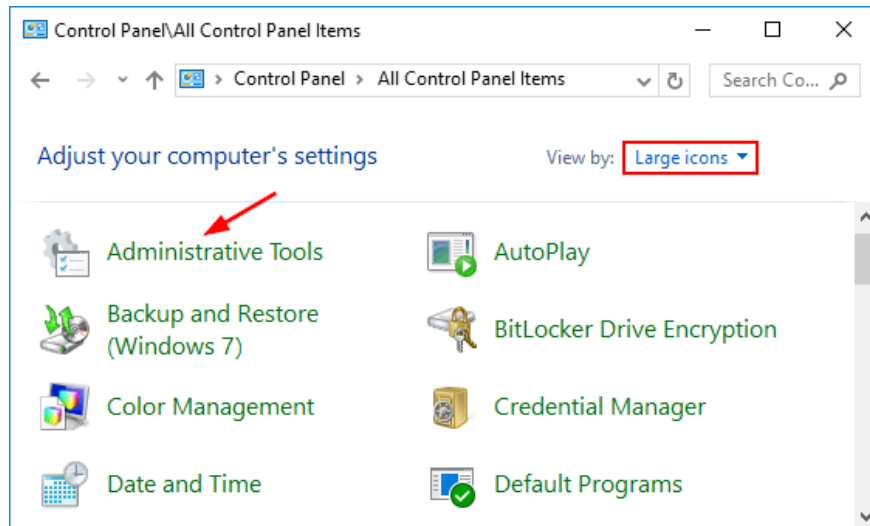 Control Panel\All Control Panel Items
Control Panel > All Control Panel Items
Search Co...
Adjust your computer's settings
View by: Large icons
Administrative Tools
AutoPlay
Backup and Restore
(Windows 7)
BitLocker Drive Encryption
Color Management
Credential Manager
Date and Time
Default Programs